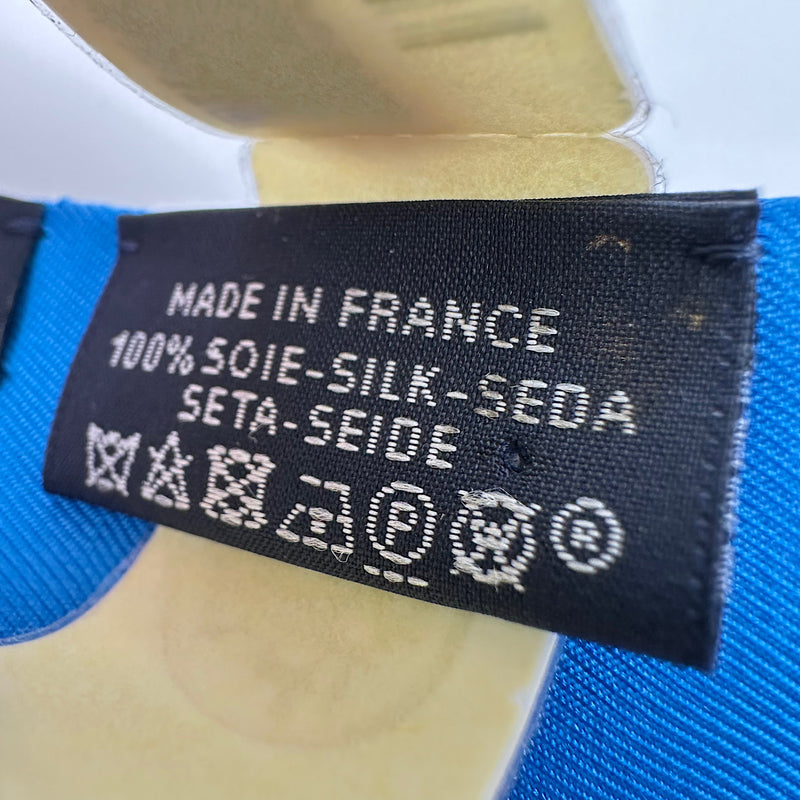 MADE IN FRANCE
100% SOIE-SILK-SEDA
SETA-SEIDE
P W ®